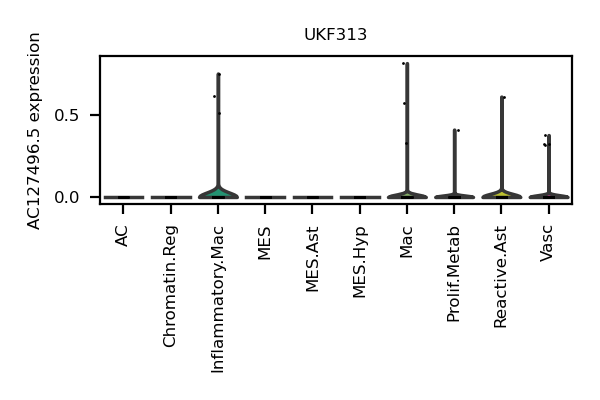 UKF313
AC127496.5 expression
0.5
0.0
AC
Chromatin.Reg
Inflammatory.Mac
MES
MES.Ast
MES.Hyp
Mac
Prolif.Metab
Reactive.Ast
Vasc